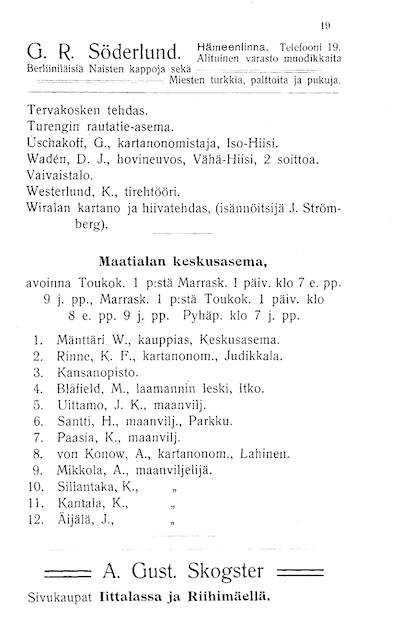 19
G. R. Söderlund. Hämeenlinna. Telefooni 19.
Alituinen varasto muodikkaita
Berliiniläisiä Naisten kappoja sekä
Miesten turkkia, palttoita ja pukuja.
Tervakosken tehdas.
Turengin rautatie-asema.
Uschakoff, G., kartanonomistaja, Iso-Hiisi.
Wadén, D. J., hovineuvos, Vähä-Hiisi, 2 soittoa.
Vaivaistalo.
Westerlund, K., tirehtööri.
Wiralan kartano ja hiivatehdas, (isännöitsijä J. Ström-
berg).
Maatialan keskusasema,
avoinna Toukok. 1 p:stä Marrask. 1 päiv. klo 7 e. pp.
9 j. pp., Marrask. 1 p:stä Toukok. 1 päiv. klo
8 e. pp. 9 j. pp. Pyhäp. klo 7 j. pp.
1. Mänttäri W., kauppias, Keskusasema.
2. Rinne, K. F., kartanonom., Judikkala.
3. Kansanopisto.
4. Blåfield, M., laamannin leski, Itko.
5. Uittamo, J. K., maanvilj.
6. Santti, H., maanvilj., Parkku.
7. Paasia, K., maanvilj.
8. von Konow, A., kartanonom., Lahinen.
9. Mikkola, A., maanviljelijä.
10. Sillantaka, K., „
11. Kantala, K., „
12. Äijälä, J., „
A. Gust. Skogster
Sivukaupat Iittalassa ja Riihimäellä.